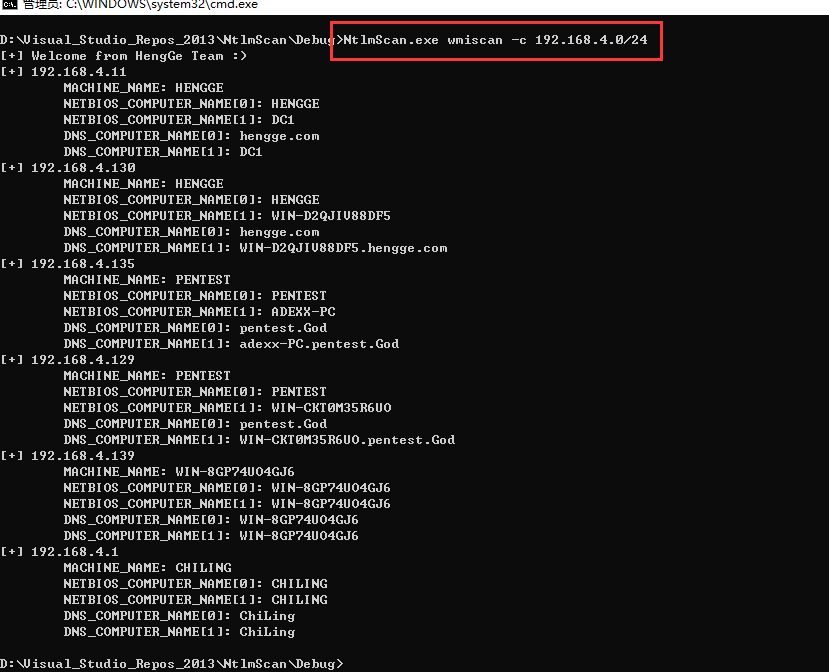 管理员: C:\WINDOWS\system32\cmd.exe
D:\Visual_Studio_Repos_2013\NtlmScan\Debug>NtlmScan.exe wmiscan -c 192.168.4.0/24
[+] Welcome from HengGe Team :>
[+] 192.168.4.11
MACHINE_NAME: HENGGE
NETBIOS_COMPUTER_NAME[0]: HENGGE
NETBIOS_COMPUTER_NAME[1]: DC1
DNS_COMPUTER_NAME[0]: hengge.com
DNS_COMPUTER_NAME[1]: DC1
[+] 192.168.4.130
MACHINE_NAME: HENGGE
NETBIOS_COMPUTER_NAME[0]: HENGGE
NETBIOS_COMPUTER_NAME[1]: WIN-D2QJIV88DF5
DNS_COMPUTER_NAME[0]: hengge.com
DNS_COMPUTER_NAME[1]: WIN-D2QJIV88DF5.hengge.com
[+] 192.168.4.135
MACHINE_NAME: PENTEST
NETBIOS_COMPUTER_NAME[0]: PENTEST
NETBIOS_COMPUTER_NAME[1]: ADEXX-PC
DNS_COMPUTER_NAME[0]: pentest.God
DNS_COMPUTER_NAME[1]: adexx-PC.pentest.God
[+] 192.168.4.129
MACHINE_NAME: PENTEST
NETBIOS_COMPUTER_NAME[0]: PENTEST
NETBIOS_COMPUTER_NAME[1]: WIN-CKT0M35R6UO
DNS_COMPUTER_NAME[0]: pentest.God
DNS_COMPUTER_NAME[1]: WIN-CKT0M35R6UO.pentest.God
[+] 192.168.4.139
MACHINE_NAME: WIN-8GP74UO4GJ6
NETBIOS_COMPUTER_NAME[0]: WIN-8GP74UO4GJ6
NETBIOS_COMPUTER_NAME[1]: WIN-8GP74UO4GJ6
DNS_COMPUTER_NAME[0]: WIN-8GP74UO4GJ6
DNS_COMPUTER_NAME[1]: WIN-8GP74UO4GJ6
[+] 192.168.4.1
MACHINE_NAME: CHILING
NETBIOS_COMPUTER_NAME[0]: CHILING
NETBIOS_COMPUTER_NAME[1]: CHILING
DNS_COMPUTER_NAME[0]: ChiLing
DNS_COMPUTER_NAME[1]: ChiLing
D:\Visual_Studio_Repos_2013\NtlmScan\Debug>